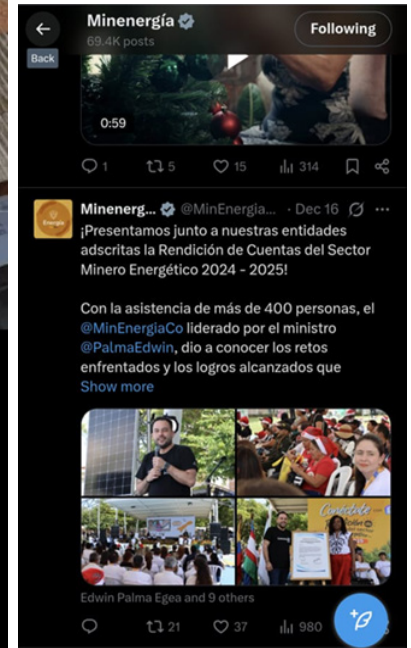 Minenergía
69.4K posts
Following
Back
0:59
1
5
15
314
Energía
Minenerg... @MinEnergia... · Dec 16
¡Presentamos junto a nuestras entidades
adscritas la Rendición de Cuentas del Sector
Minero Energético 2024 - 2025!
Con la asistencia de más de 400 personas, el
@MinEnergiaCo liderado por el ministro
@PalmaEdwin, dio a conocer los retos
enfrentados y los logros alcanzados que
Show more
Conéctate
Edwin Palma Egea and 9 others
21
37
980